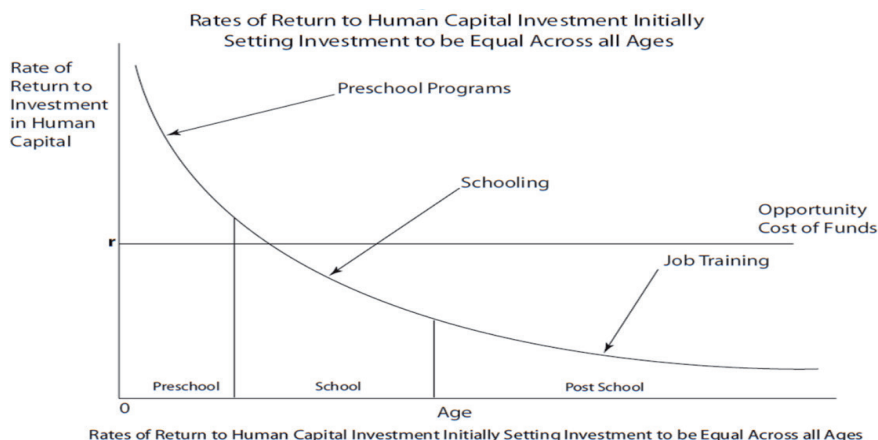 Rates of Return to Human Capital Investment Initially
Setting Investment to be Equal Across all Ages
Rate of
Return to
Investment
in Human
Capital
Preschool Programs
Schooling
Opportunity
Cost of Funds
r
Job Training
Preschool
School
Post School
0
Age
Rates of Return to Human Capital Investment Initially Setting Investment to be Equal Across all Ages